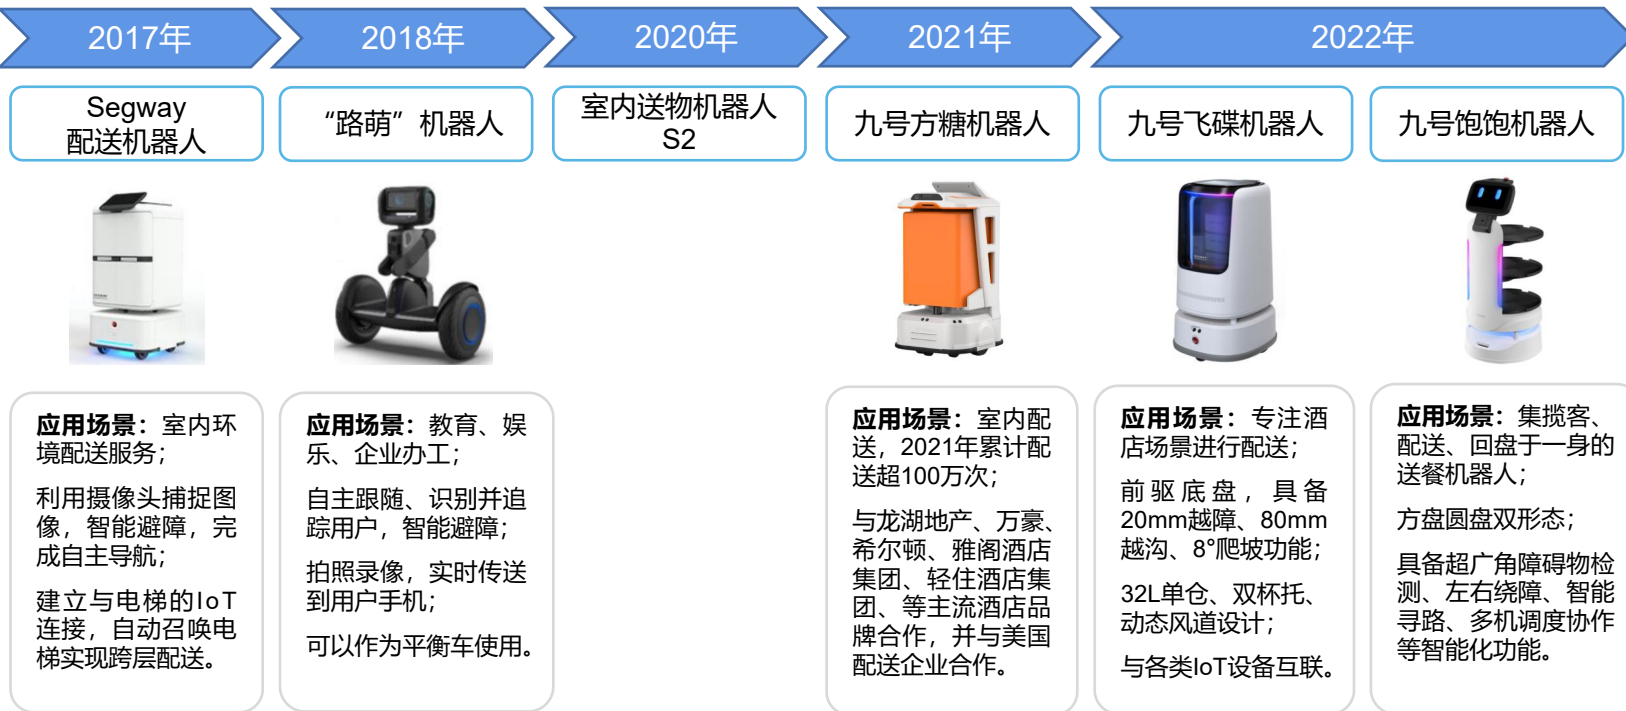 2017年
2018年
2020年
2021年
2022年
Segway
配送机器人
“路萌”机器人
室内送物机器人
S2
九号方糖机器人
九号飞碟机器人
九号饱饱机器人
应用场景：室内环
境配送服务；
利用摄像头捕捉图
像，智能避障，完
成自主导航；
建立与电梯的IoT
连接，自动召唤电
梯实现跨层配送。
应用场景：教育、娱
乐、企业办工；
自主跟随、识别并追
踪用户，智能避障；
拍照录像，实时传送
到用户手机；
可以作为平衡车使用。
应用场景：室内配
送，2021年累计配
送超100万次；
与龙湖地产、万豪、
希尔顿、雅阁酒店
集团、轻住酒店集
团、等主流酒店品
牌合作，并与美国
配送企业合作。
应用场景：专注酒
店场景进行配送；
前驱底盘，具备
20mm越障、80mm
越沟、8°爬坡功能；
32L单仓、双杯托、
动态风道设计；
与各类IoT设备互联。
应用场景：集揽客、
配送、回盘于一身的
送餐机器人；
方盘圆盘双形态；
具备超广角障碍物检
测、左右绕障、智能
寻路、多机调度协作
等智能化功能。